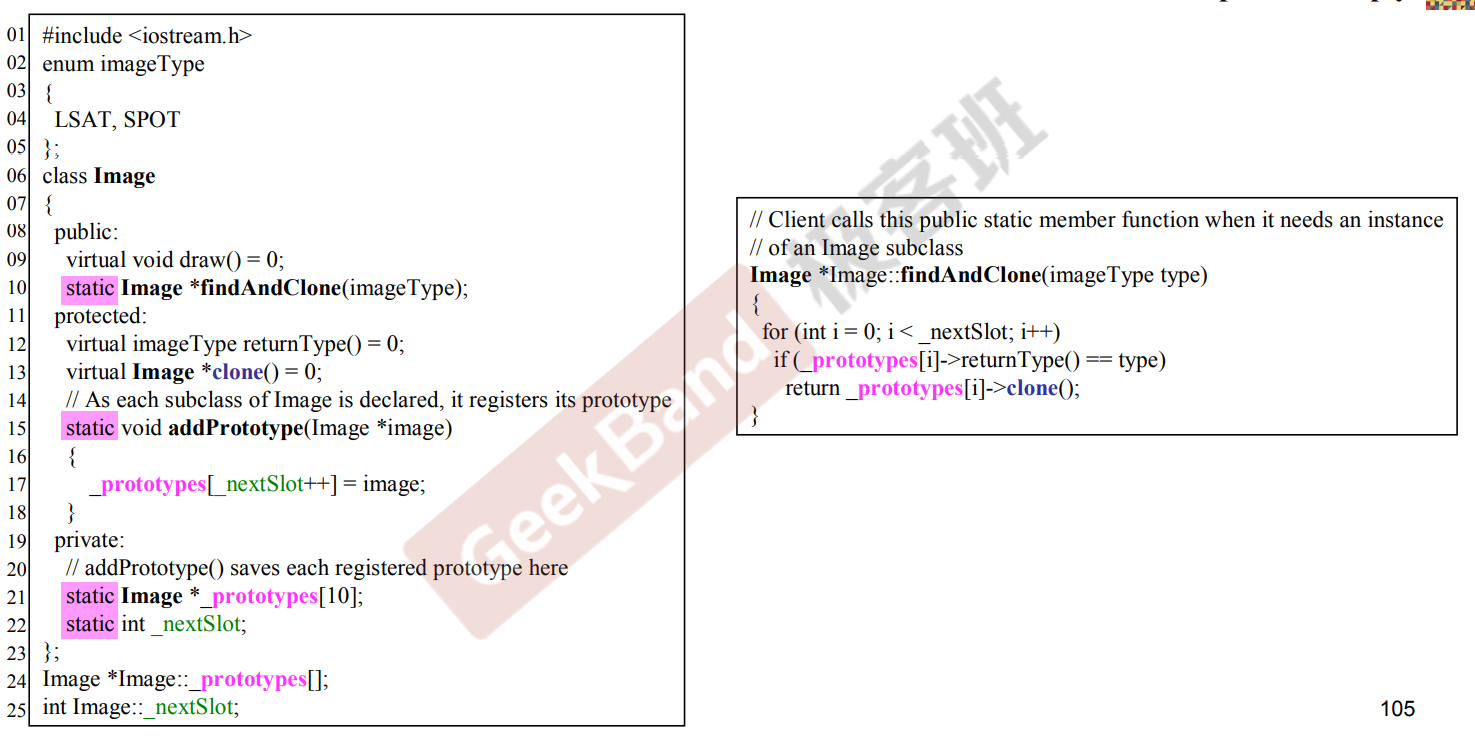 01 #include <iostream.h>
02 enum imageType
03 {
04 LSAT, SPOT
05 };
06 class Image
07 {
08 public:
09 virtual void draw() = 0;
10 static Image *findAndClone(imageType);
11 protected:
12 virtual imageType returnType() = 0;
13 virtual Image *clone() = 0;
14 // As each subclass of Image is declared, it registers its prototype
15 static void addPrototype(Image *image)
16 {
17 _prototypes[_nextSlot++] = image;
18 }
19 private:
20 // addPrototype() saves each registered prototype here
21 static Image *_prototypes[10];
22 static int _nextSlot;
23 };
24 Image *Image::_prototypes[];
25 int Image::_nextSlot;
// Client calls this public static member function when it needs an instance
// of an Image subclass
Image *Image::findAndClone(imageType type)
{
for (int i = 0; i < _nextSlot; i++)
if (_prototypes[i]->returnType() == type)
return _prototypes[i]->clone();
}
GeekBand 极客班
105